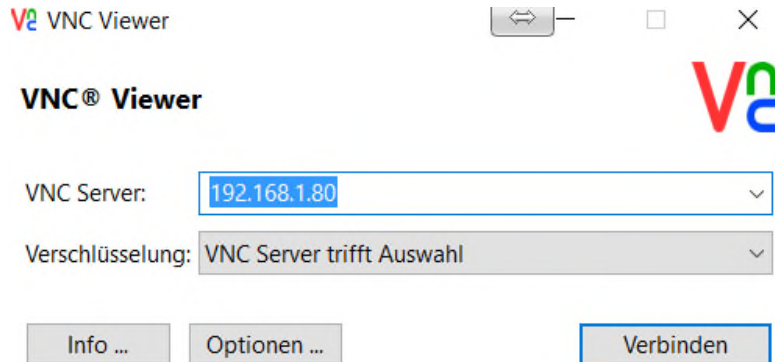 VNC Viewer
VNC® Viewer
VNC Server: 192.168.1.80
Verschlüsselung: VNC Server trifft Auswahl
Info ... Optionen ... Verbinden